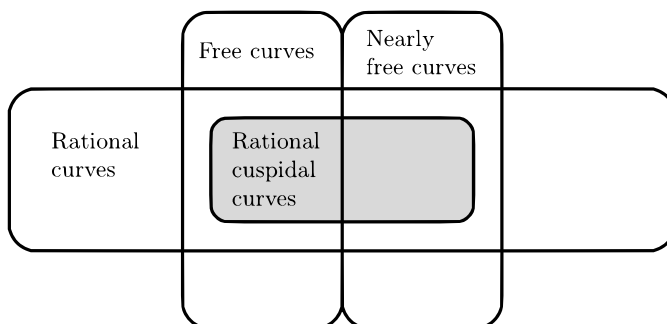 Free curves
Nearly
free curves
Rational
curves
Rational
cuspidal
curves